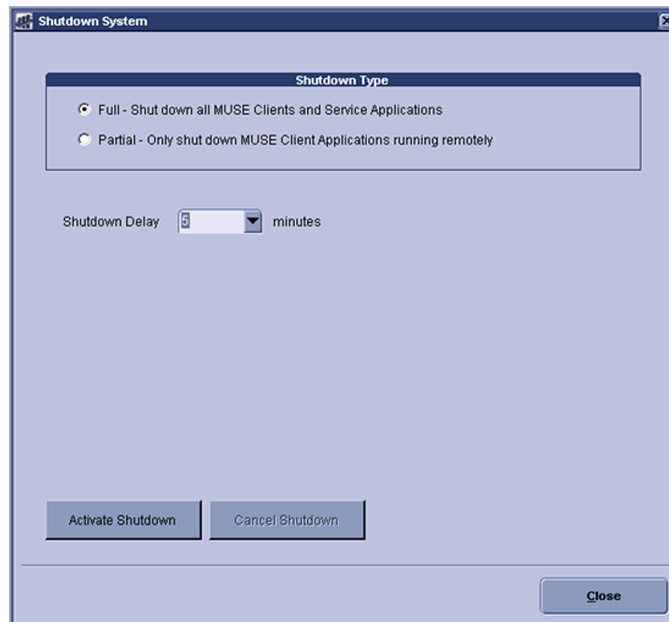 Shutdown System
Shutdown Type
Full - Shut down all MUSE Clients and Service Applications
Partial - Only shut down MUSE Client Applications running remotely
Shutdown Delay 5 minutes
Activate Shutdown Cancel Shutdown
Close